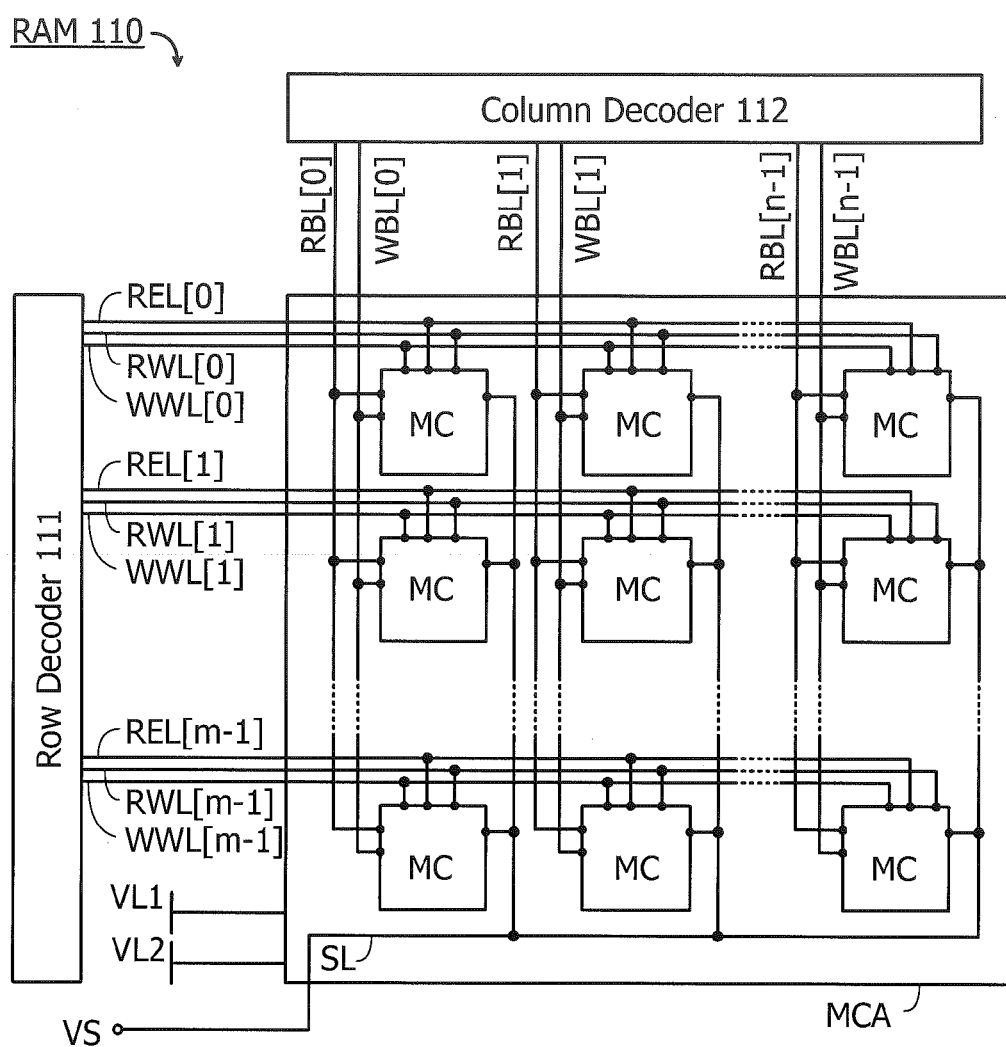 RAM 110
Column Decoder 112
RBL[0]
WBL[0]
RBL[1]
WBL[1]
RBL[n-1]
WBL[n-1]
Row Decoder 111
REL[0]
RWL[0]
WWL[0]
MC
MC
MC
REL[1]
RWL[1]
WWL[1]
MC
MC
MC
REL[m-1]
RWL[m-1]
WWL[m-1]
MC
MC
MC
VL1
VL2
SL
VS
MCA